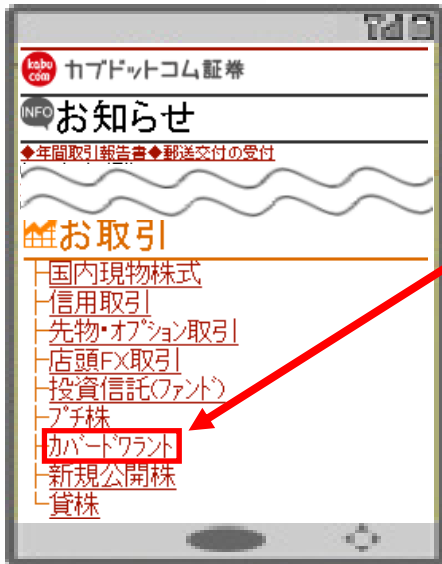 kabu
com カブドットコム証券
INFO お知らせ
◆年間取引報告書◆郵送交付の受付
お取引
国内現物株式
信用取引
先物・ｵﾌﾟｼｮﾝ取引
店頭FX取引
投資信託(ﾌｧﾝﾄﾞ)
ﾌﾟﾁ株
ｶﾊﾞｰﾄﾞﾜﾗﾝﾄ
新規公開株
貸株